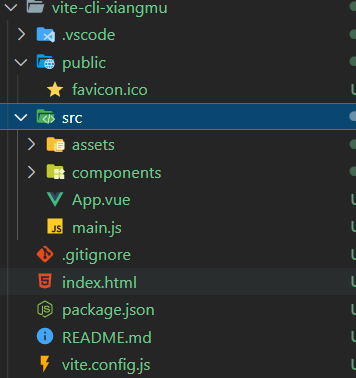 vite-cli-xiangmu
.vscode
public
favicon.ico
src
assets
components
App.vue
main.js
.gitignore
index.html
package.json
README.md
vite.config.js